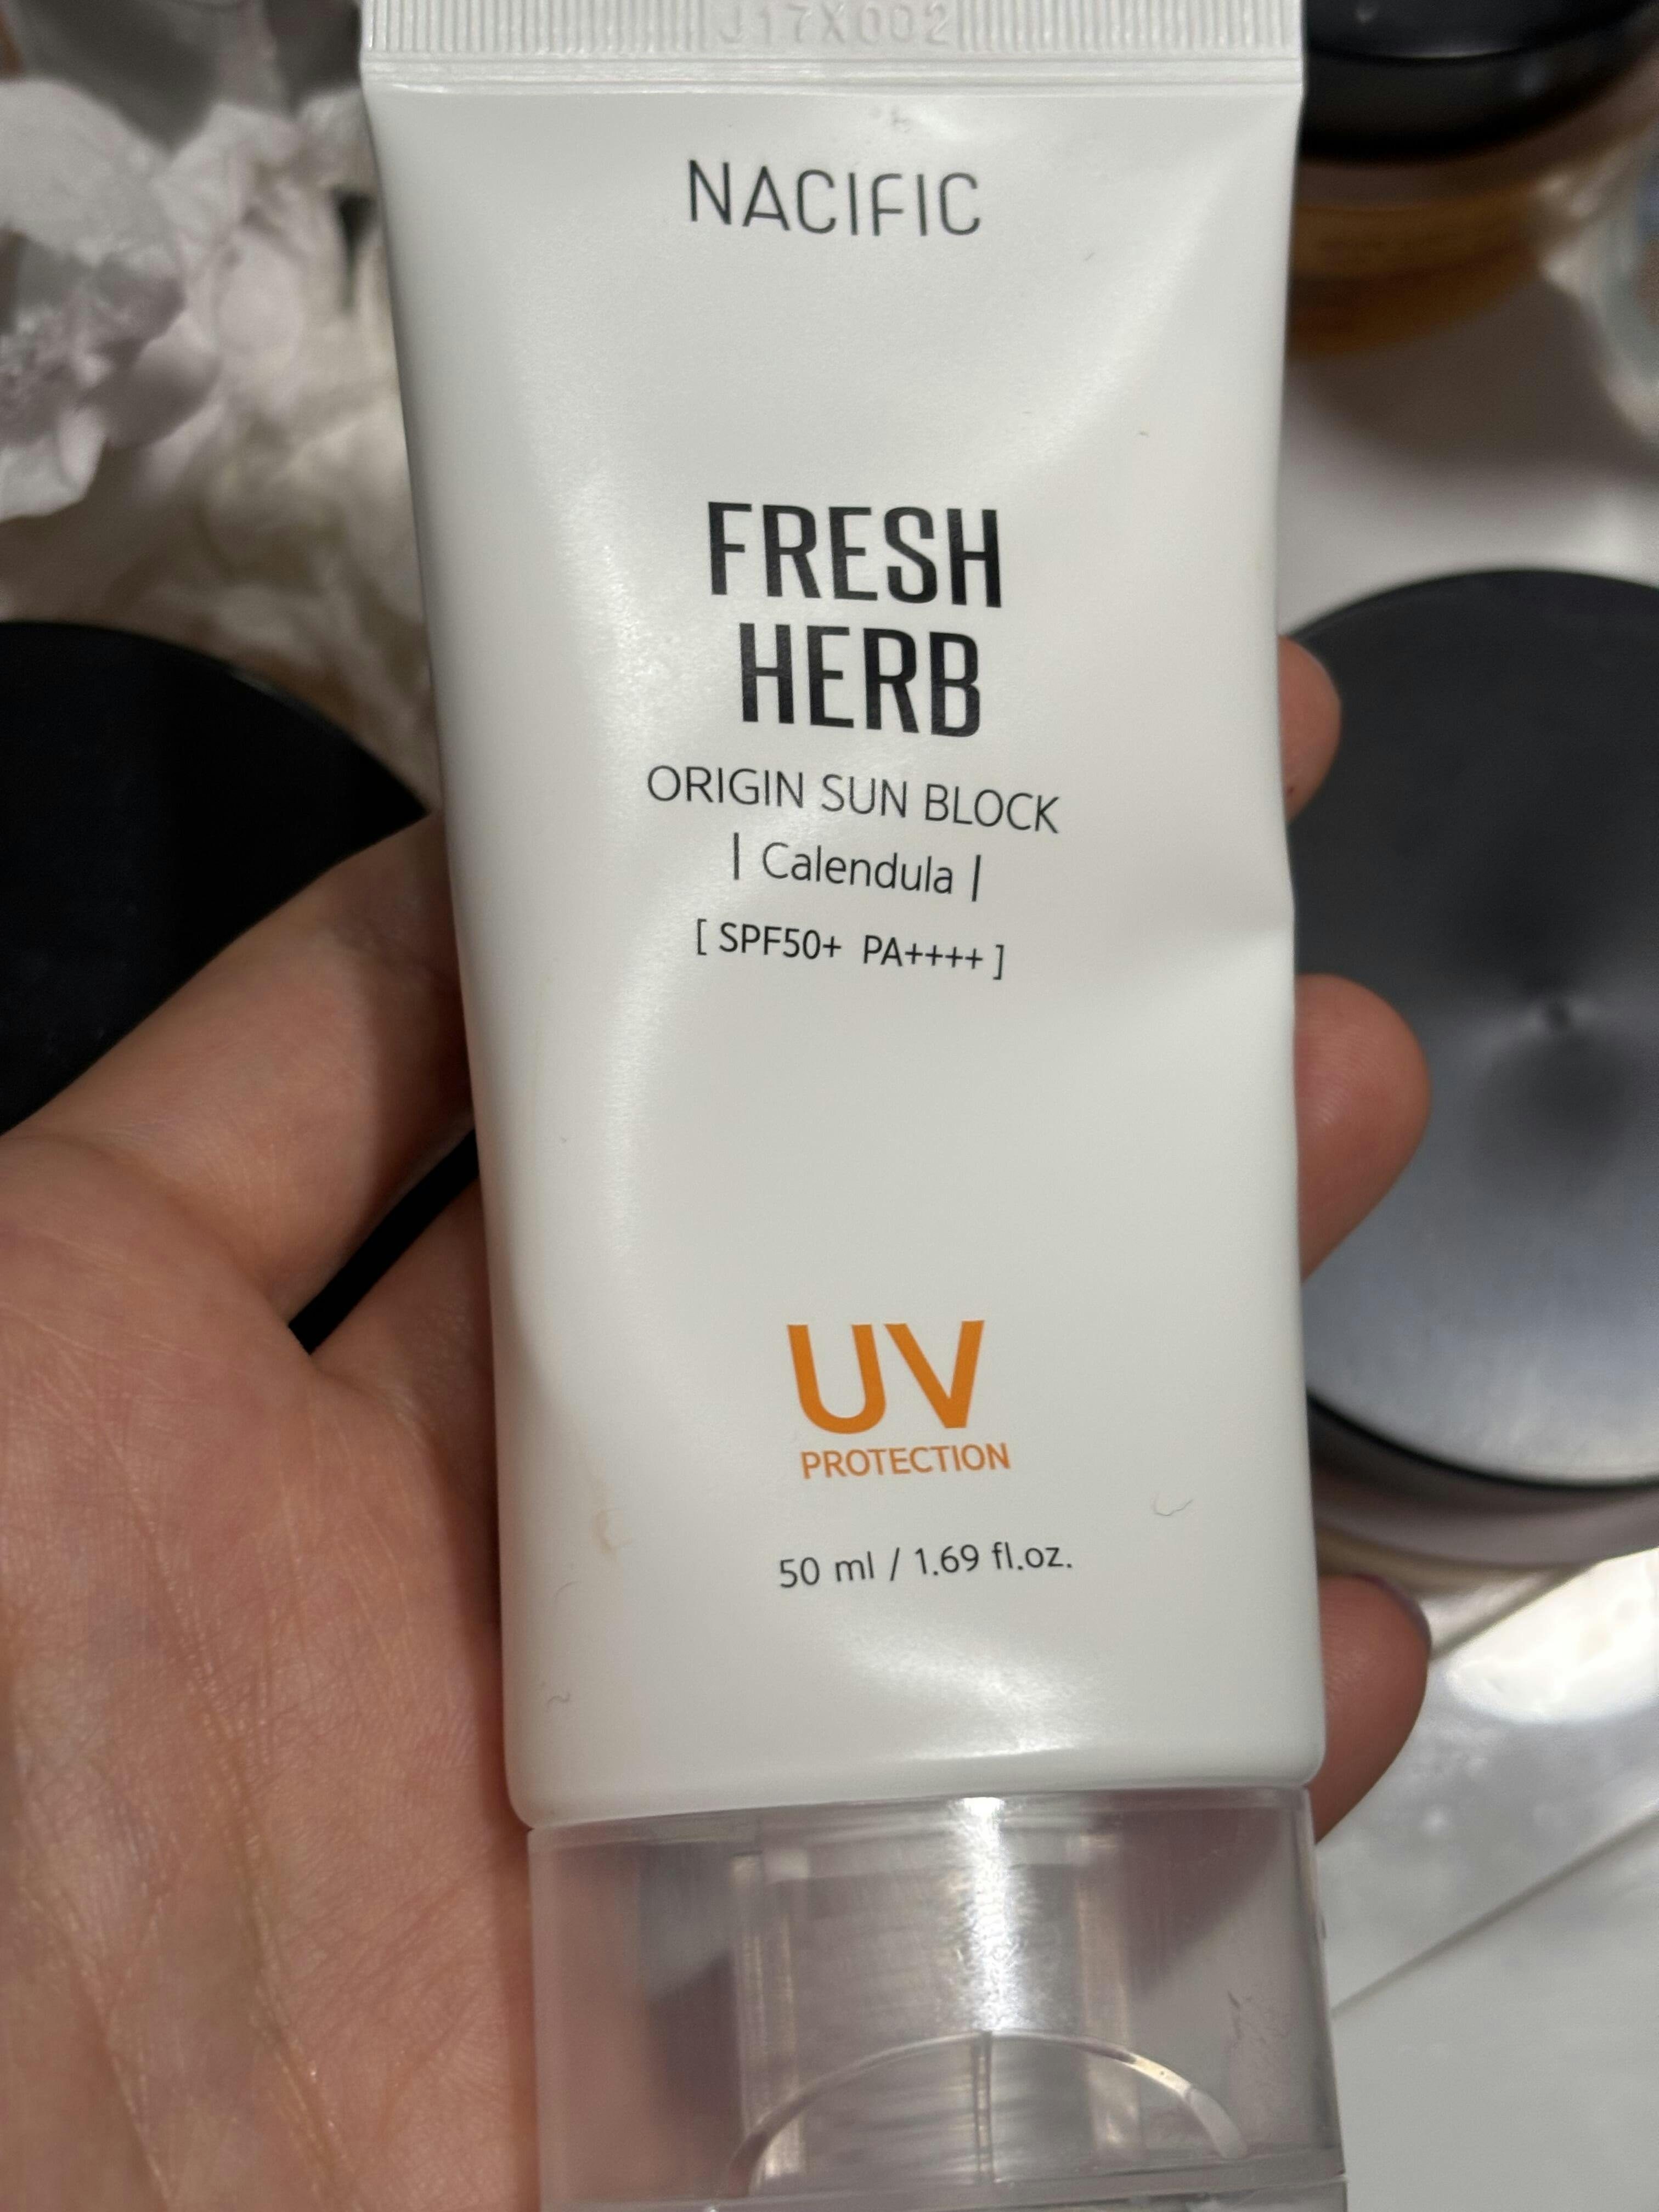 J17X002
NACIFIC
FRESH
HERB
ORIGIN SUN BLOCK
| Calendula |
[ SPF50+ PA++++ ]
UV
PROTECTION
50 ml / 1.69 fl.oz.